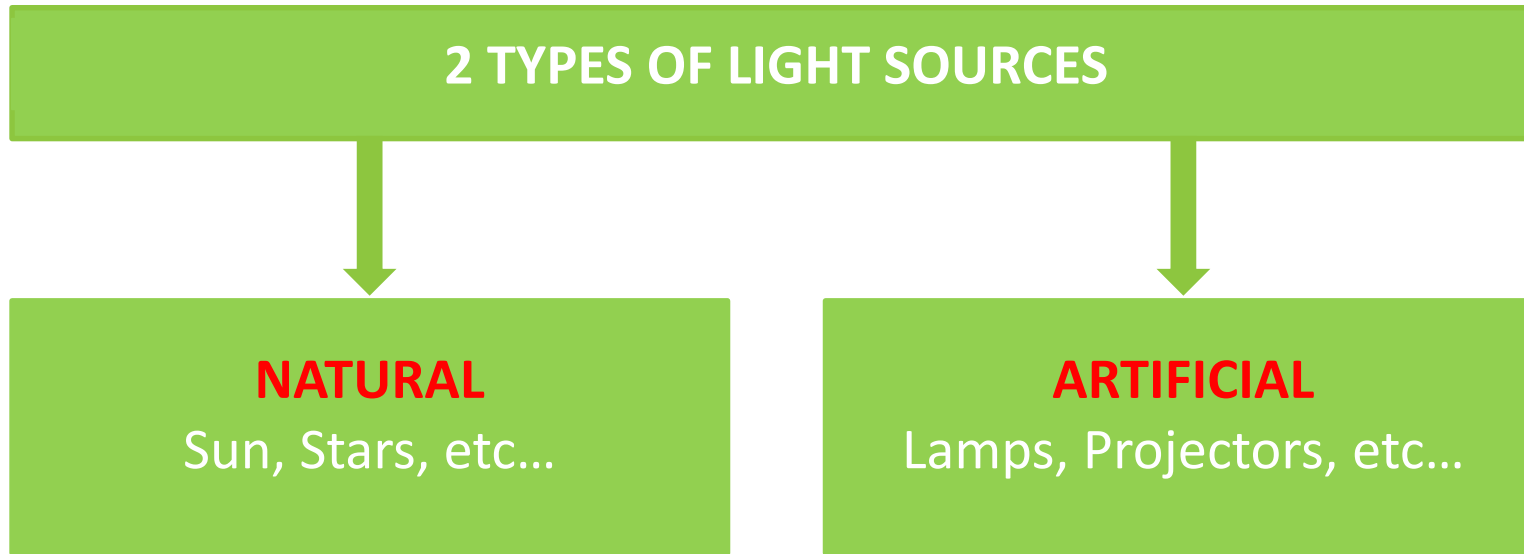 2 TYPES OF LIGHT SOURCES
NATURAL
Sun, Stars, etc…
ARTIFICIAL
Lamps, Projectors, etc…